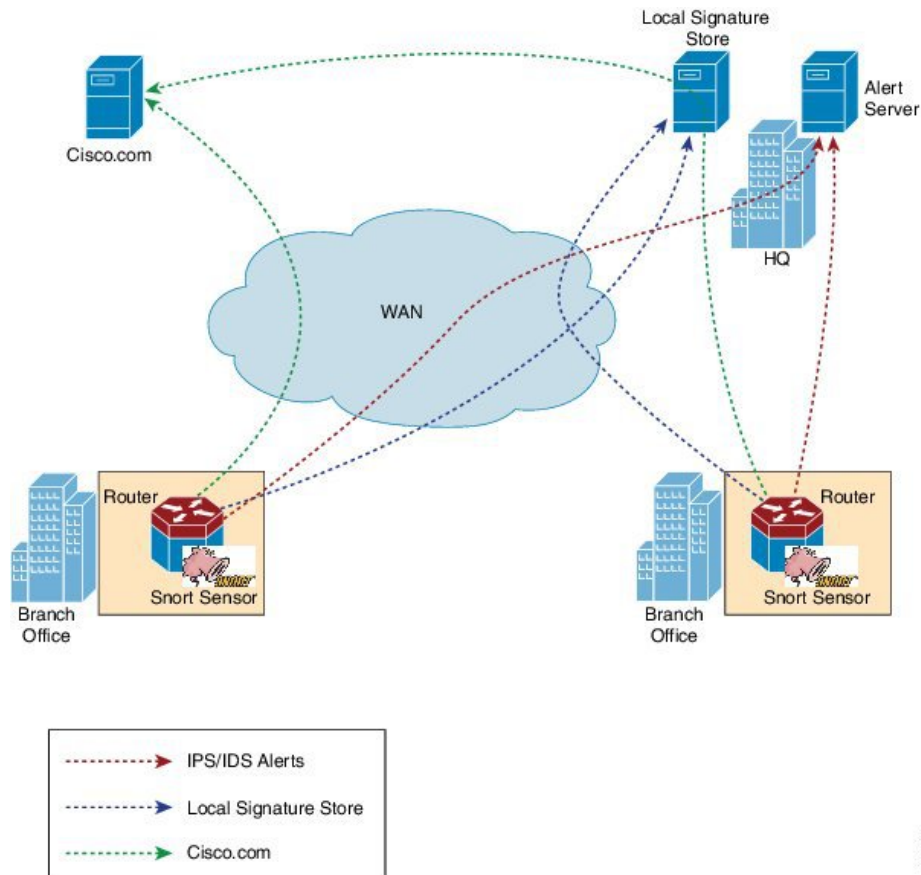 Local Signature
Store
Alert
Server
Cisco.com
HQ
WAN
Router
Snort Sensor
Branch
Office
Router
Snort Sensor
Branch
Office
IPS/IDS Alerts
Local Signature Store
Cisco.com